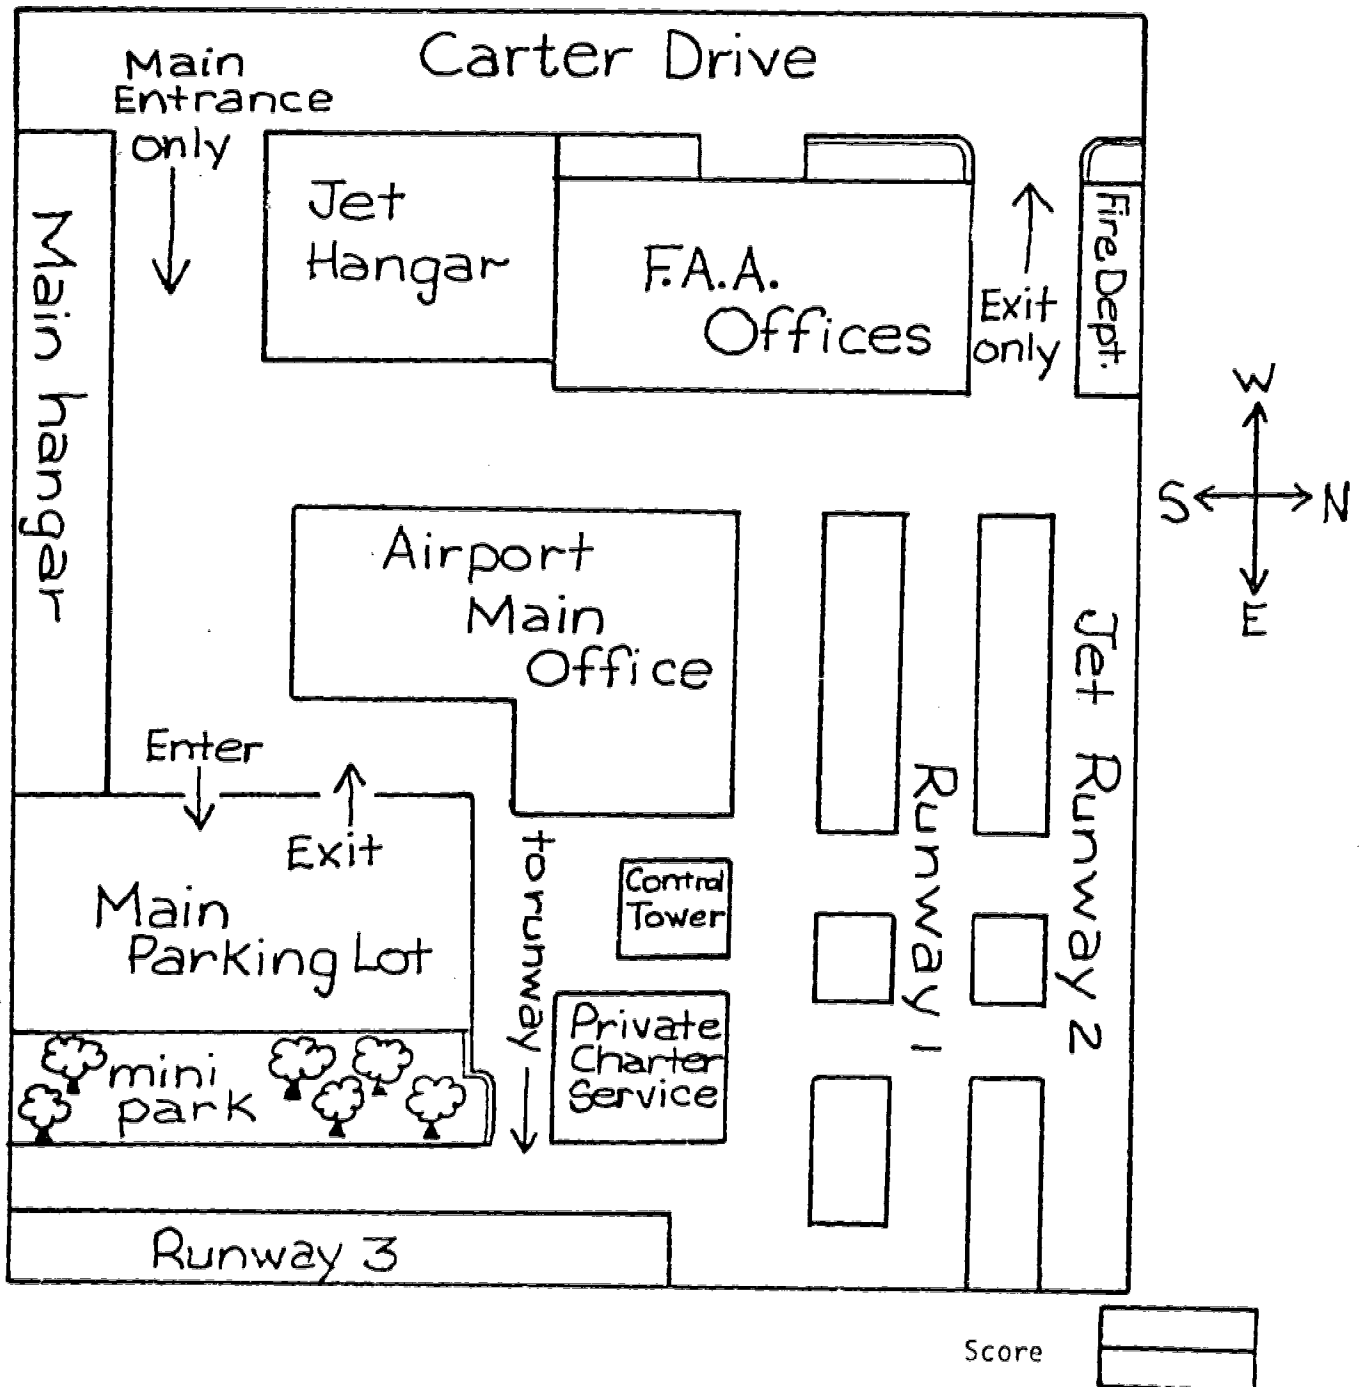 Carter Drive
Main
Entrance
only
Jet
Hangar
F.A.A.
Offices
Exit
only
Fire Dept.
Main hangar
W
S
N
E
Airport
Main
Office
Jet Runway 2
Runway 1
Enter
Exit
Main
Parking Lot
to runway
Control
Tower
Private
Charter
Service
mini
park
Runway 3
Score